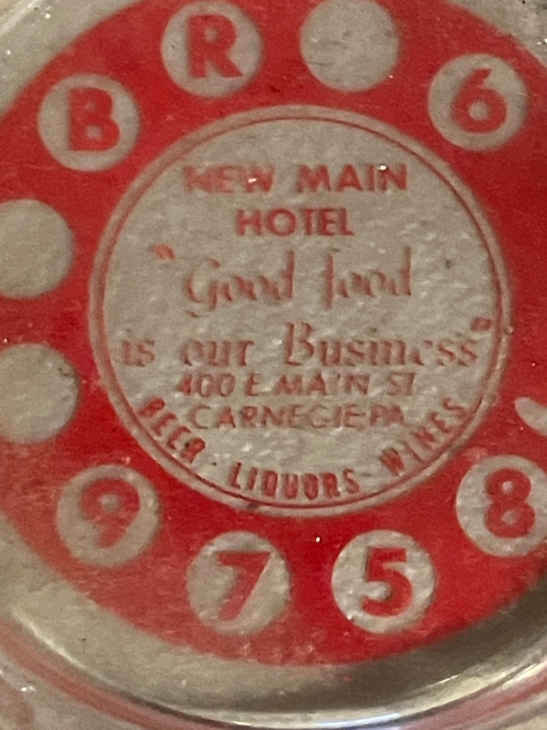 B R 6
NEW MAIN
HOTEL
"Good food
is our Business"
400 E. MAIN ST.
CARNEGIE, PA.
BEER - LIQUORS - WINES
9 7 5 8